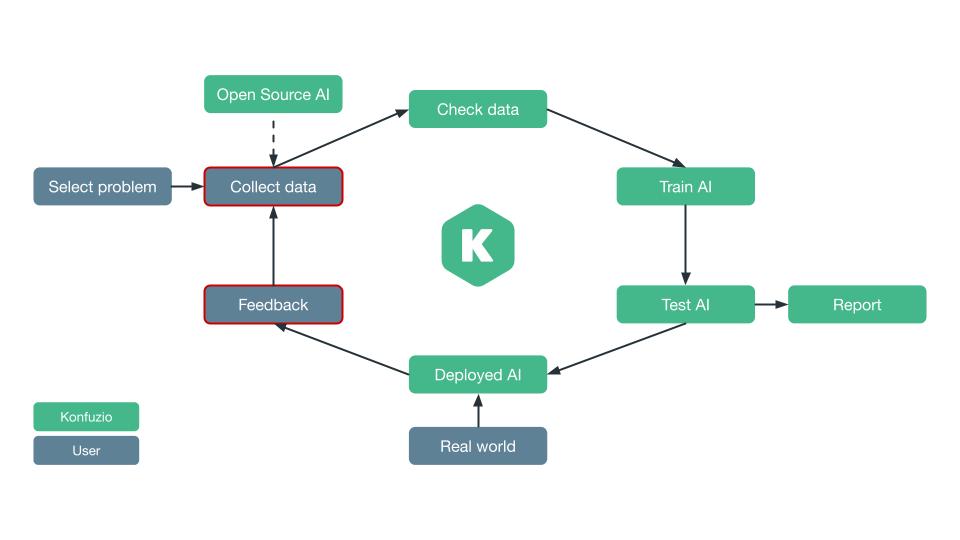 Open Source AI
Check data
Select problem
Collect data
Train AI
K
Feedback
Test AI
Report
Deployed AI
Konfuzio
User
Real world